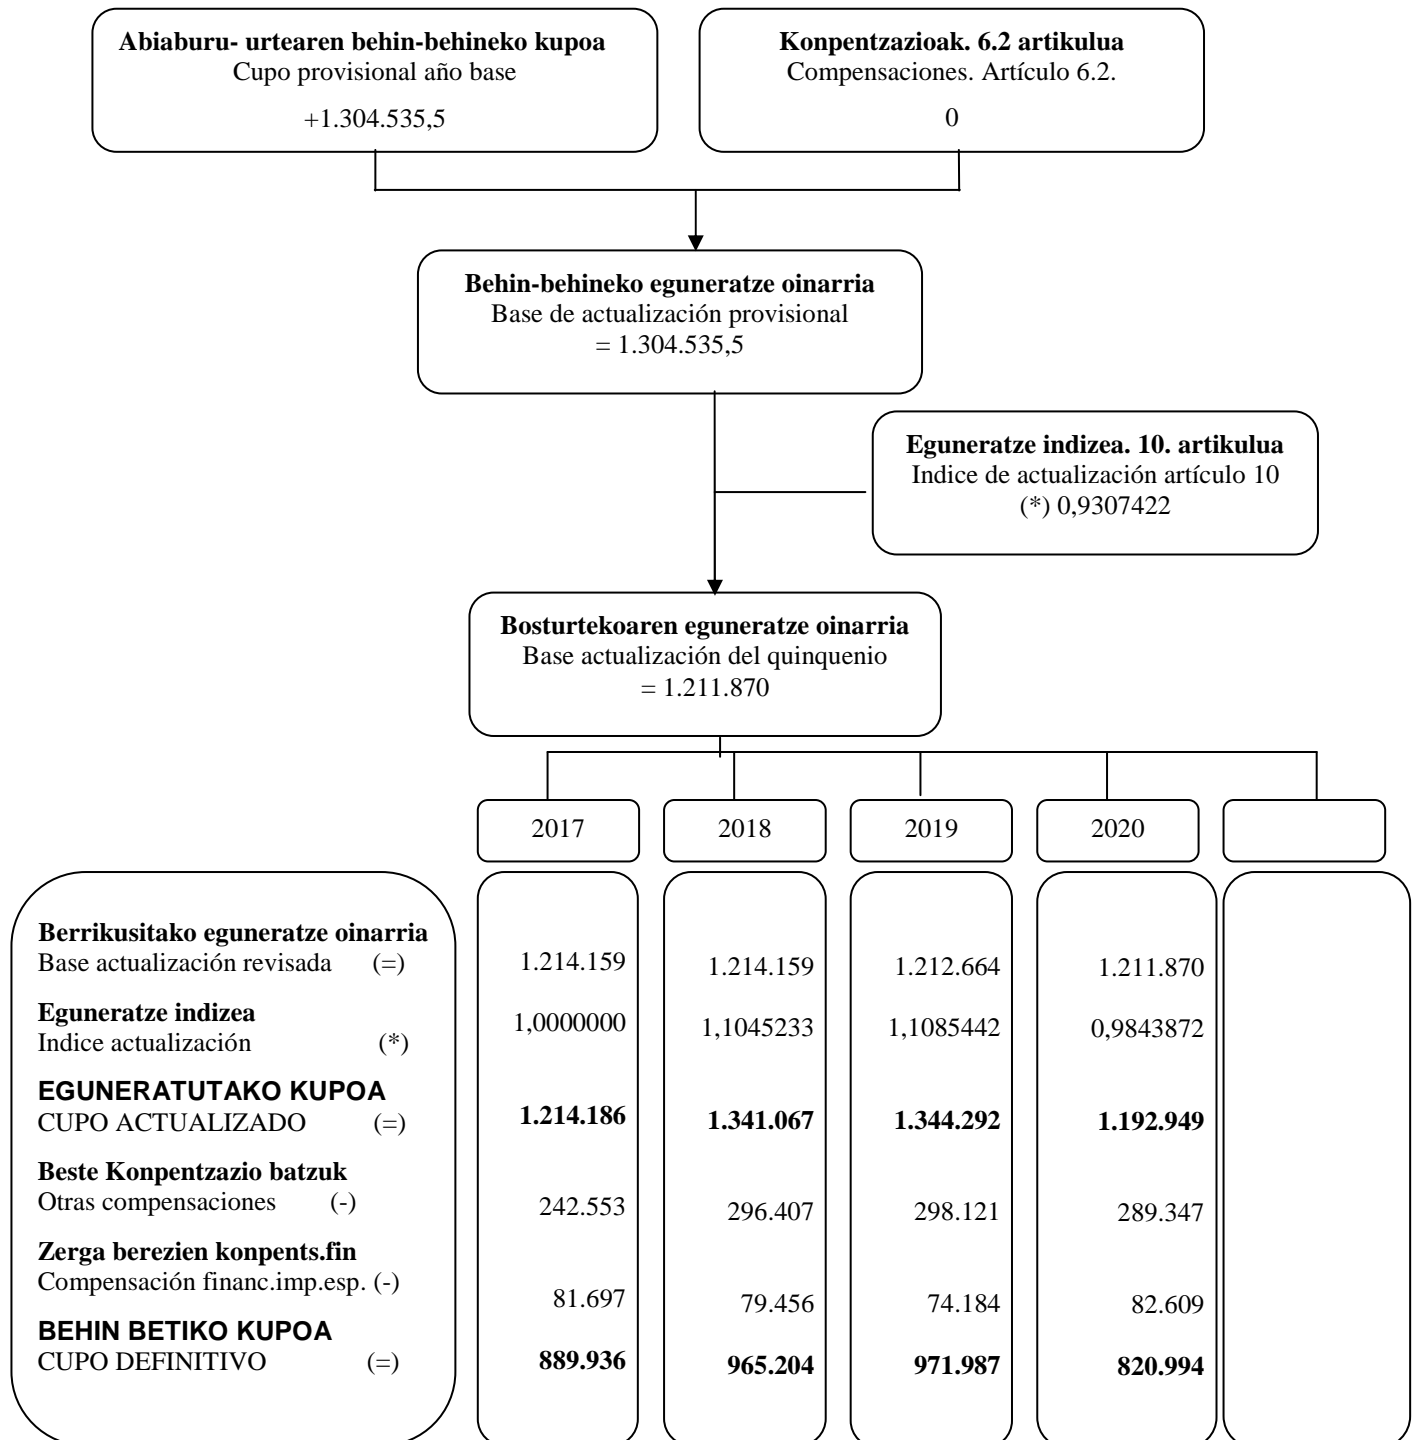 Abiaburu- urtearen behin-behineko kupoa
Cupo provisional año base
+1.304.535,5
Konpentzazioak. 6.2 artikulua
Compensaciones. Artículo 6.2.
0
Behin-behineko eguneratze oinarria
Base de actualización provisional
= 1.304.535,5
Eguneratze indizea. 10. artikulua
Indice de actualización artículo 10
(*) 0,9307422
Bosturtekoaren eguneratze oinarria
Base actualización del quinquenio
= 1.211.870
2017 2018 2019 2020
Berrikusitako eguneratze oinarria
Base actualización revisada (=) 1.214.159 1.214.159 1.212.664 1.211.870
Eguneratze indizea
Indice actualización (*) 1,0000000 1,1045233 1,1085442 0,9843872
EGUNERATUTAKO KUPOA
CUPO ACTUALIZADO (=) 1.214.186 1.341.067 1.344.292 1.192.949
Beste Konpentzazio batzuk
Otras compensaciones (-) 242.553 296.407 298.121 289.347
Zerga berezien konpents.fin
Compensación financ.imp.esp. (-) 81.697 79.456 74.184 82.609
BEHIN BETIKO KUPOA
CUPO DEFINITIVO (=) 889.936 965.204 971.987 820.994